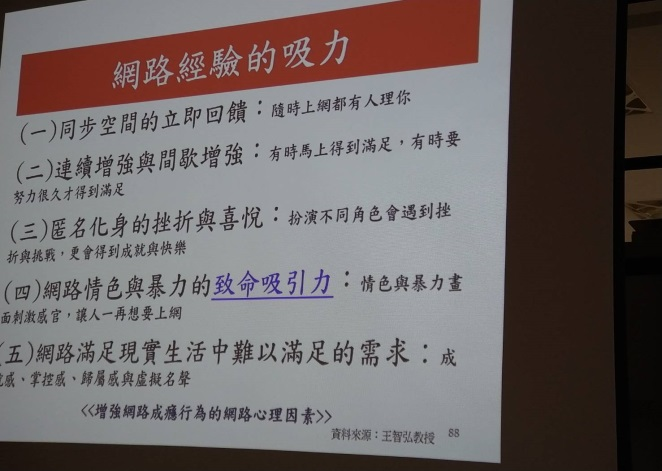 網路經驗的吸力
(一)同步空間的立即回饋：隨時上網都有人理你
(二)連續增強與間歇增強：有時馬上得到滿足，有時要
努力很久才得到滿足
(三)匿名化身的挫折與喜悅：扮演不同角色會遇到挫
折與挑戰，更會得到成就與快樂
(四)網路情色與暴力的致命吸引力：情色與暴力畫
面刺激感官，讓人一再想要上網
(五)網路滿足現實生活中難以滿足的需求：成
就感、掌控感、歸屬感與虛擬名聲
<<增強網路成癮行為的網路心理因素>>
資料來源：王智弘教授 88